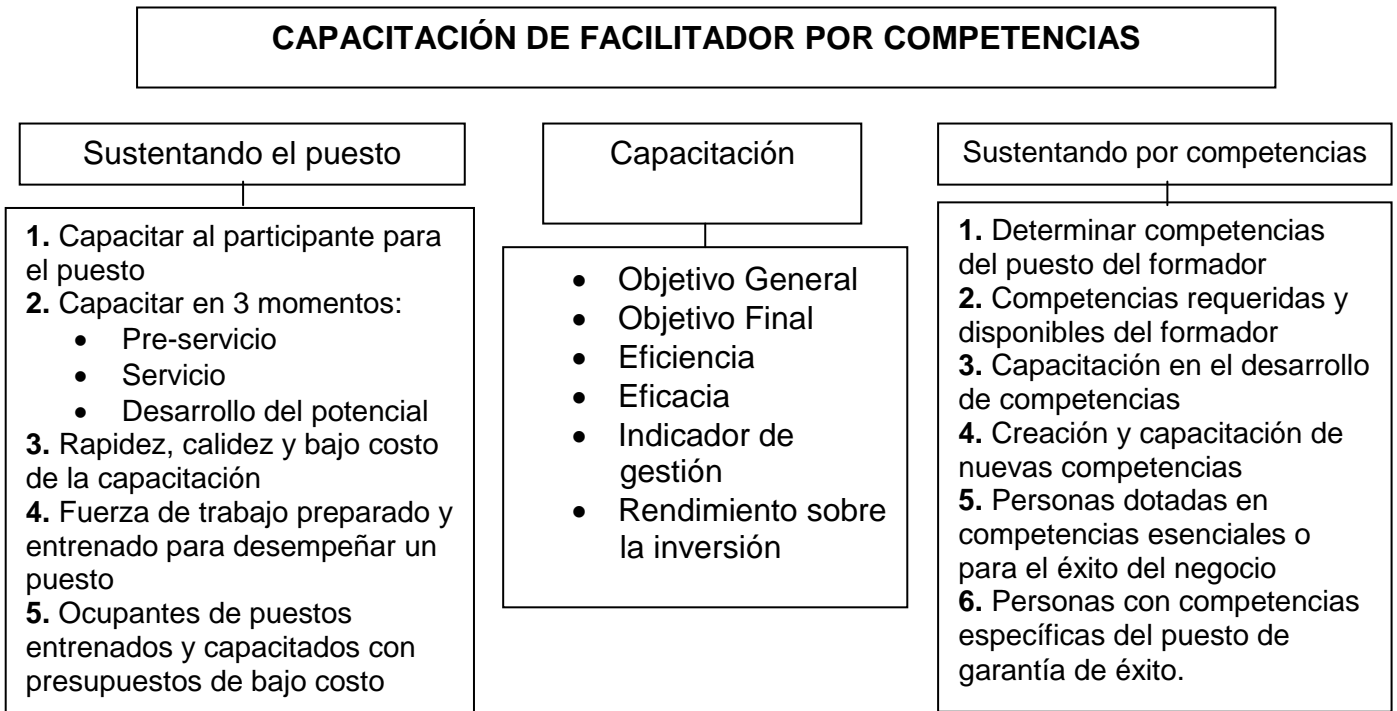 CAPACITACIÓN DE FACILITADOR POR COMPETENCIAS
Sustentando el puesto
1. Capacitar al participante para
el puesto
2. Capacitar en 3 momentos:
• Pre-servicio
• Servicio
• Desarrollo del potencial
3. Rapidez, calidez y bajo costo
de la capacitación
4. Fuerza de trabajo preparado y
entrenado para desempeñar un
puesto
5. Ocupantes de puestos
entrenados y capacitados con
presupuestos de bajo costo
Capacitación
• Objetivo General
• Objetivo Final
• Eficiencia
• Eficacia
• Indicador de
gestión
• Rendimiento sobre
la inversión
Sustentando por competencias
1. Determinar competencias
del puesto del formador
2. Competencias requeridas y
disponibles del formador
3. Capacitación en el desarrollo
de competencias
4. Creación y capacitación de
nuevas competencias
5. Personas dotadas en
competencias esenciales o
para el éxito del negocio
6. Personas con competencias
específicas del puesto de
garantía de éxito.